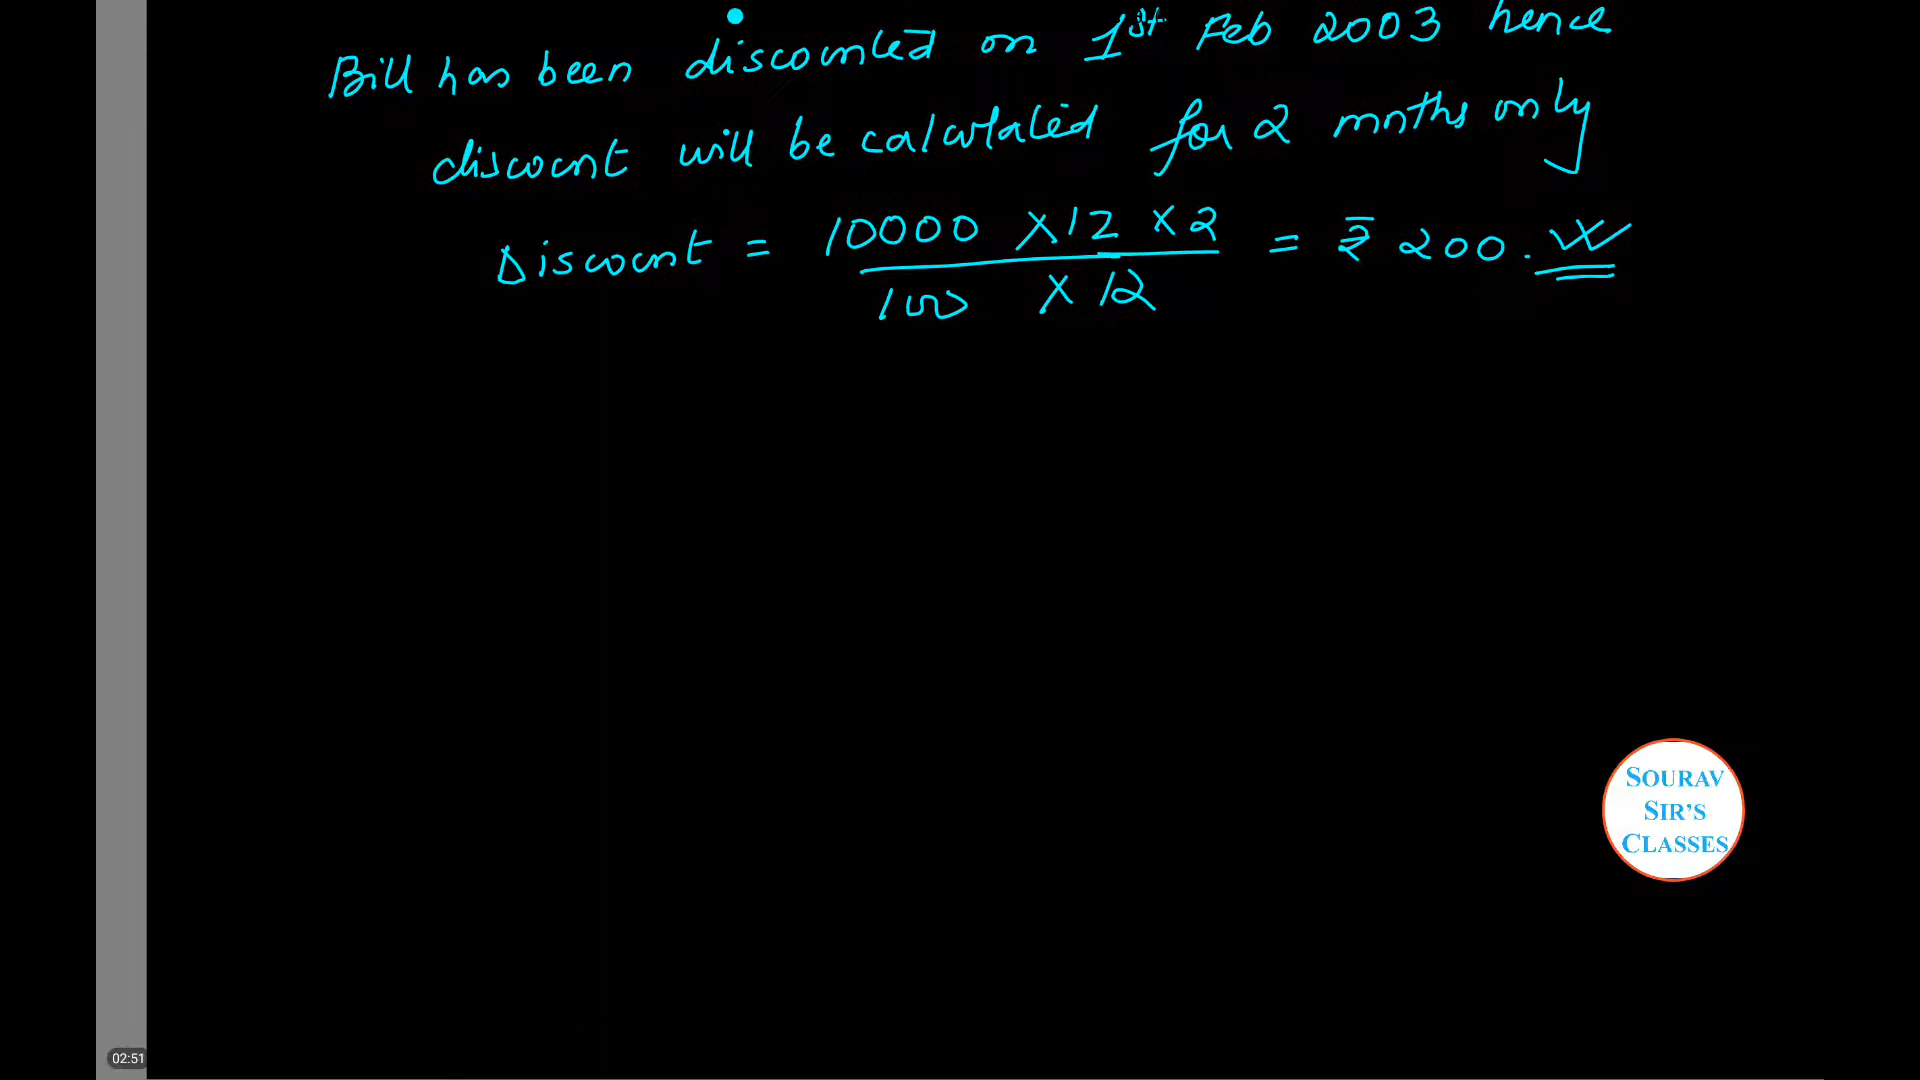 Bill has been discounted on 1st Feb 2003 hence
discount will be calculated for 2 mnths only
Discount = 10000 × 12 × 2 / 100 × 12 = ₹ 200.
SOURAV
SIR'S
CLASSES
02:51